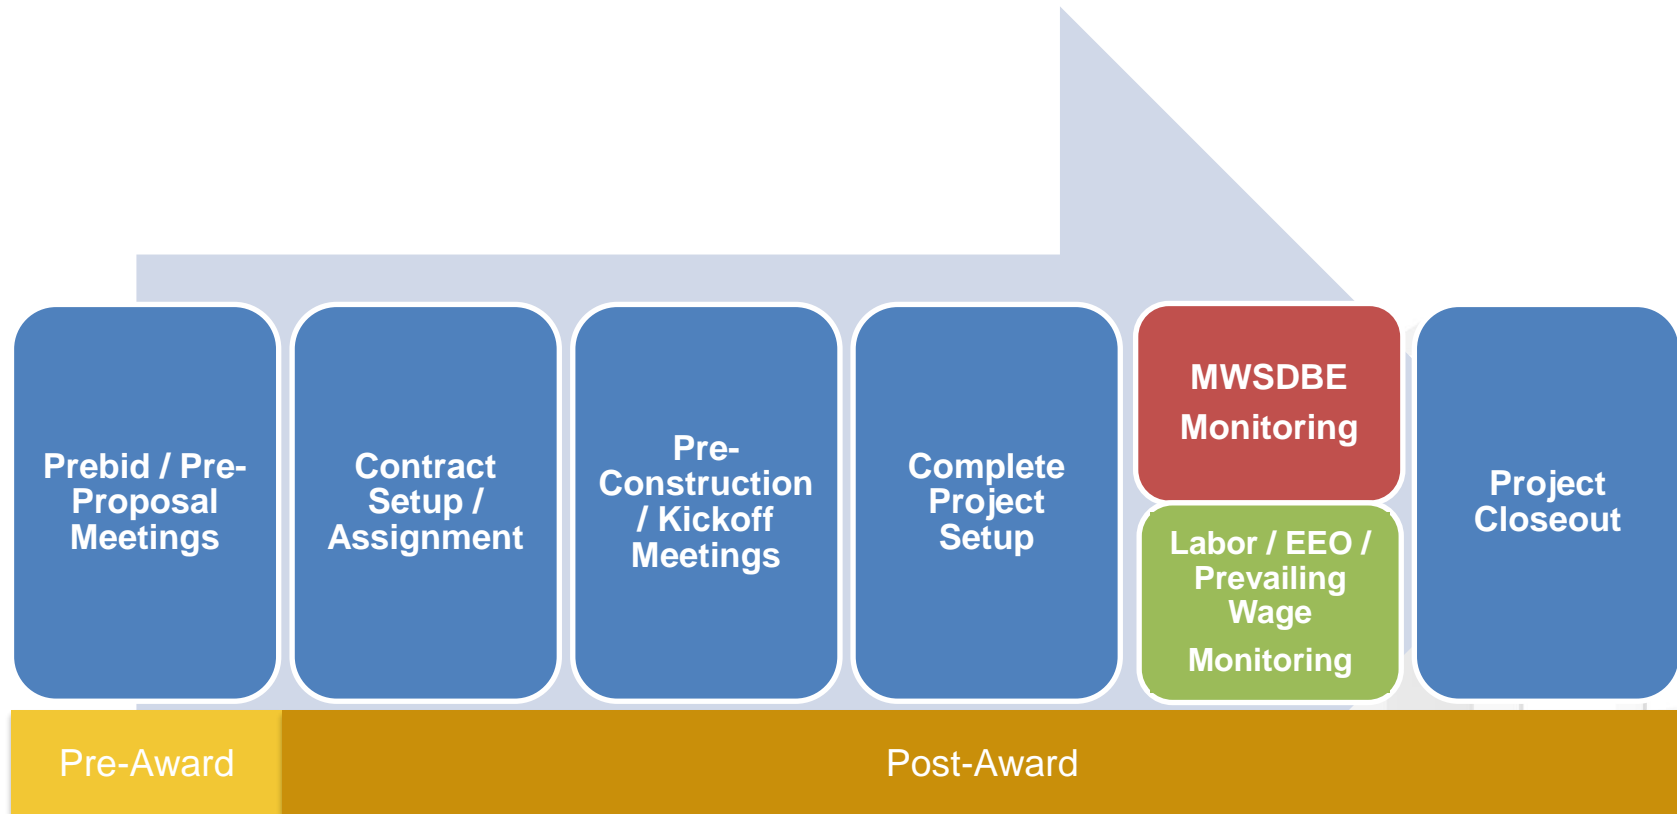 Prebid / Pre-
Proposal
Meetings
Contract
Setup /
Assignment
Pre-
Construction
/ Kickoff
Meetings
Complete
Project
Setup
MWSDBE
Monitoring
Labor / EEO /
Prevailing
Wage
Monitoring
Project
Closeout
Pre-Award
Post-Award